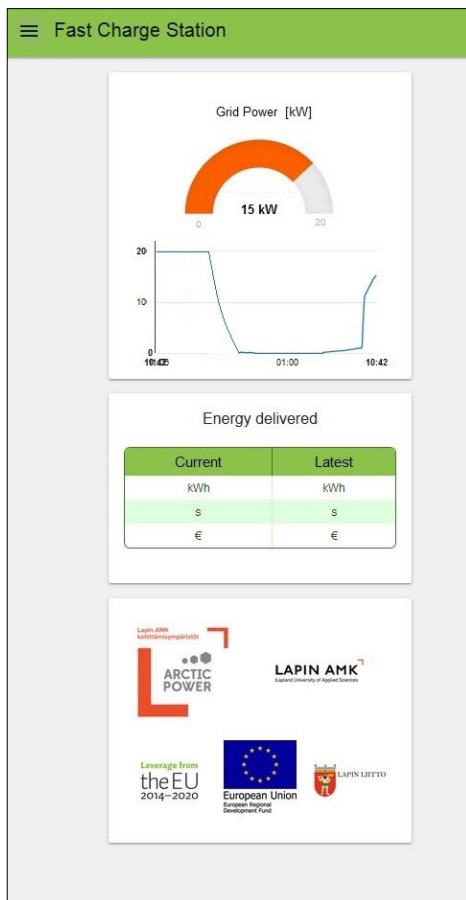 Fast Charge Station
Grid Power [kW]
15 kW
0 20
20
10
0
10:42 01:00 10:42
Energy delivered
Current Latest
kWh kWh
s s
€ €
Lapin AMK
kehittämisympäristöt
ARCTIC
POWER
LAPIN AMK
Lapland University of Applied Sciences
Leverage from
the EU
2014–2020
European Union
European Regional
Development Fund
LAPIN LIITTO